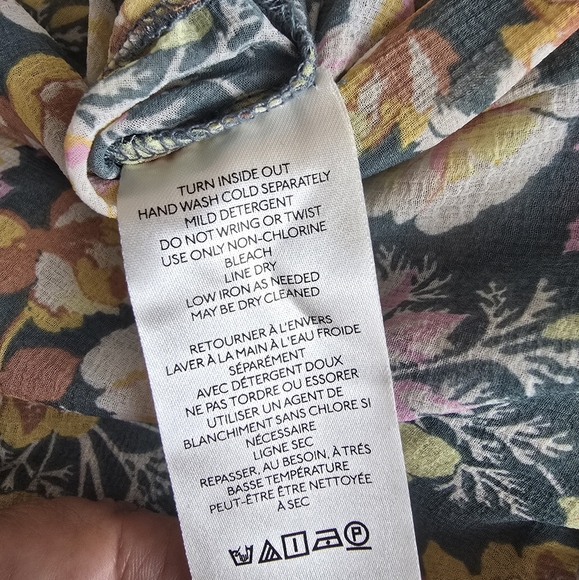 TURN INSIDE OUT
HAND WASH COLD SEPARATELY
MILD DETERGENT
DO NOT WRING OR TWIST
USE ONLY NON-CHLORINE
BLEACH
LINE DRY
LOW IRON AS NEEDED
MAY BE DRY CLEANED
RETOURNER À L'ENVERS
LAVER À LA MAIN À L'EAU FROIDE
SÉPARÉMENT
AVEC DÉTERGENT DOUX
NE PAS TORDRE OU ESSORER
UTILISER UN AGENT DE
BLANCHIMENT SANS CHLORE SI
NÉCESSAIRE
LIGNE SEC
REPASSER, AU BESOIN, À TRÉS
BASSE TEMPÉRATURE
PEUT-ÊTRE ÊTRE NETTOYÉE
À SEC
P